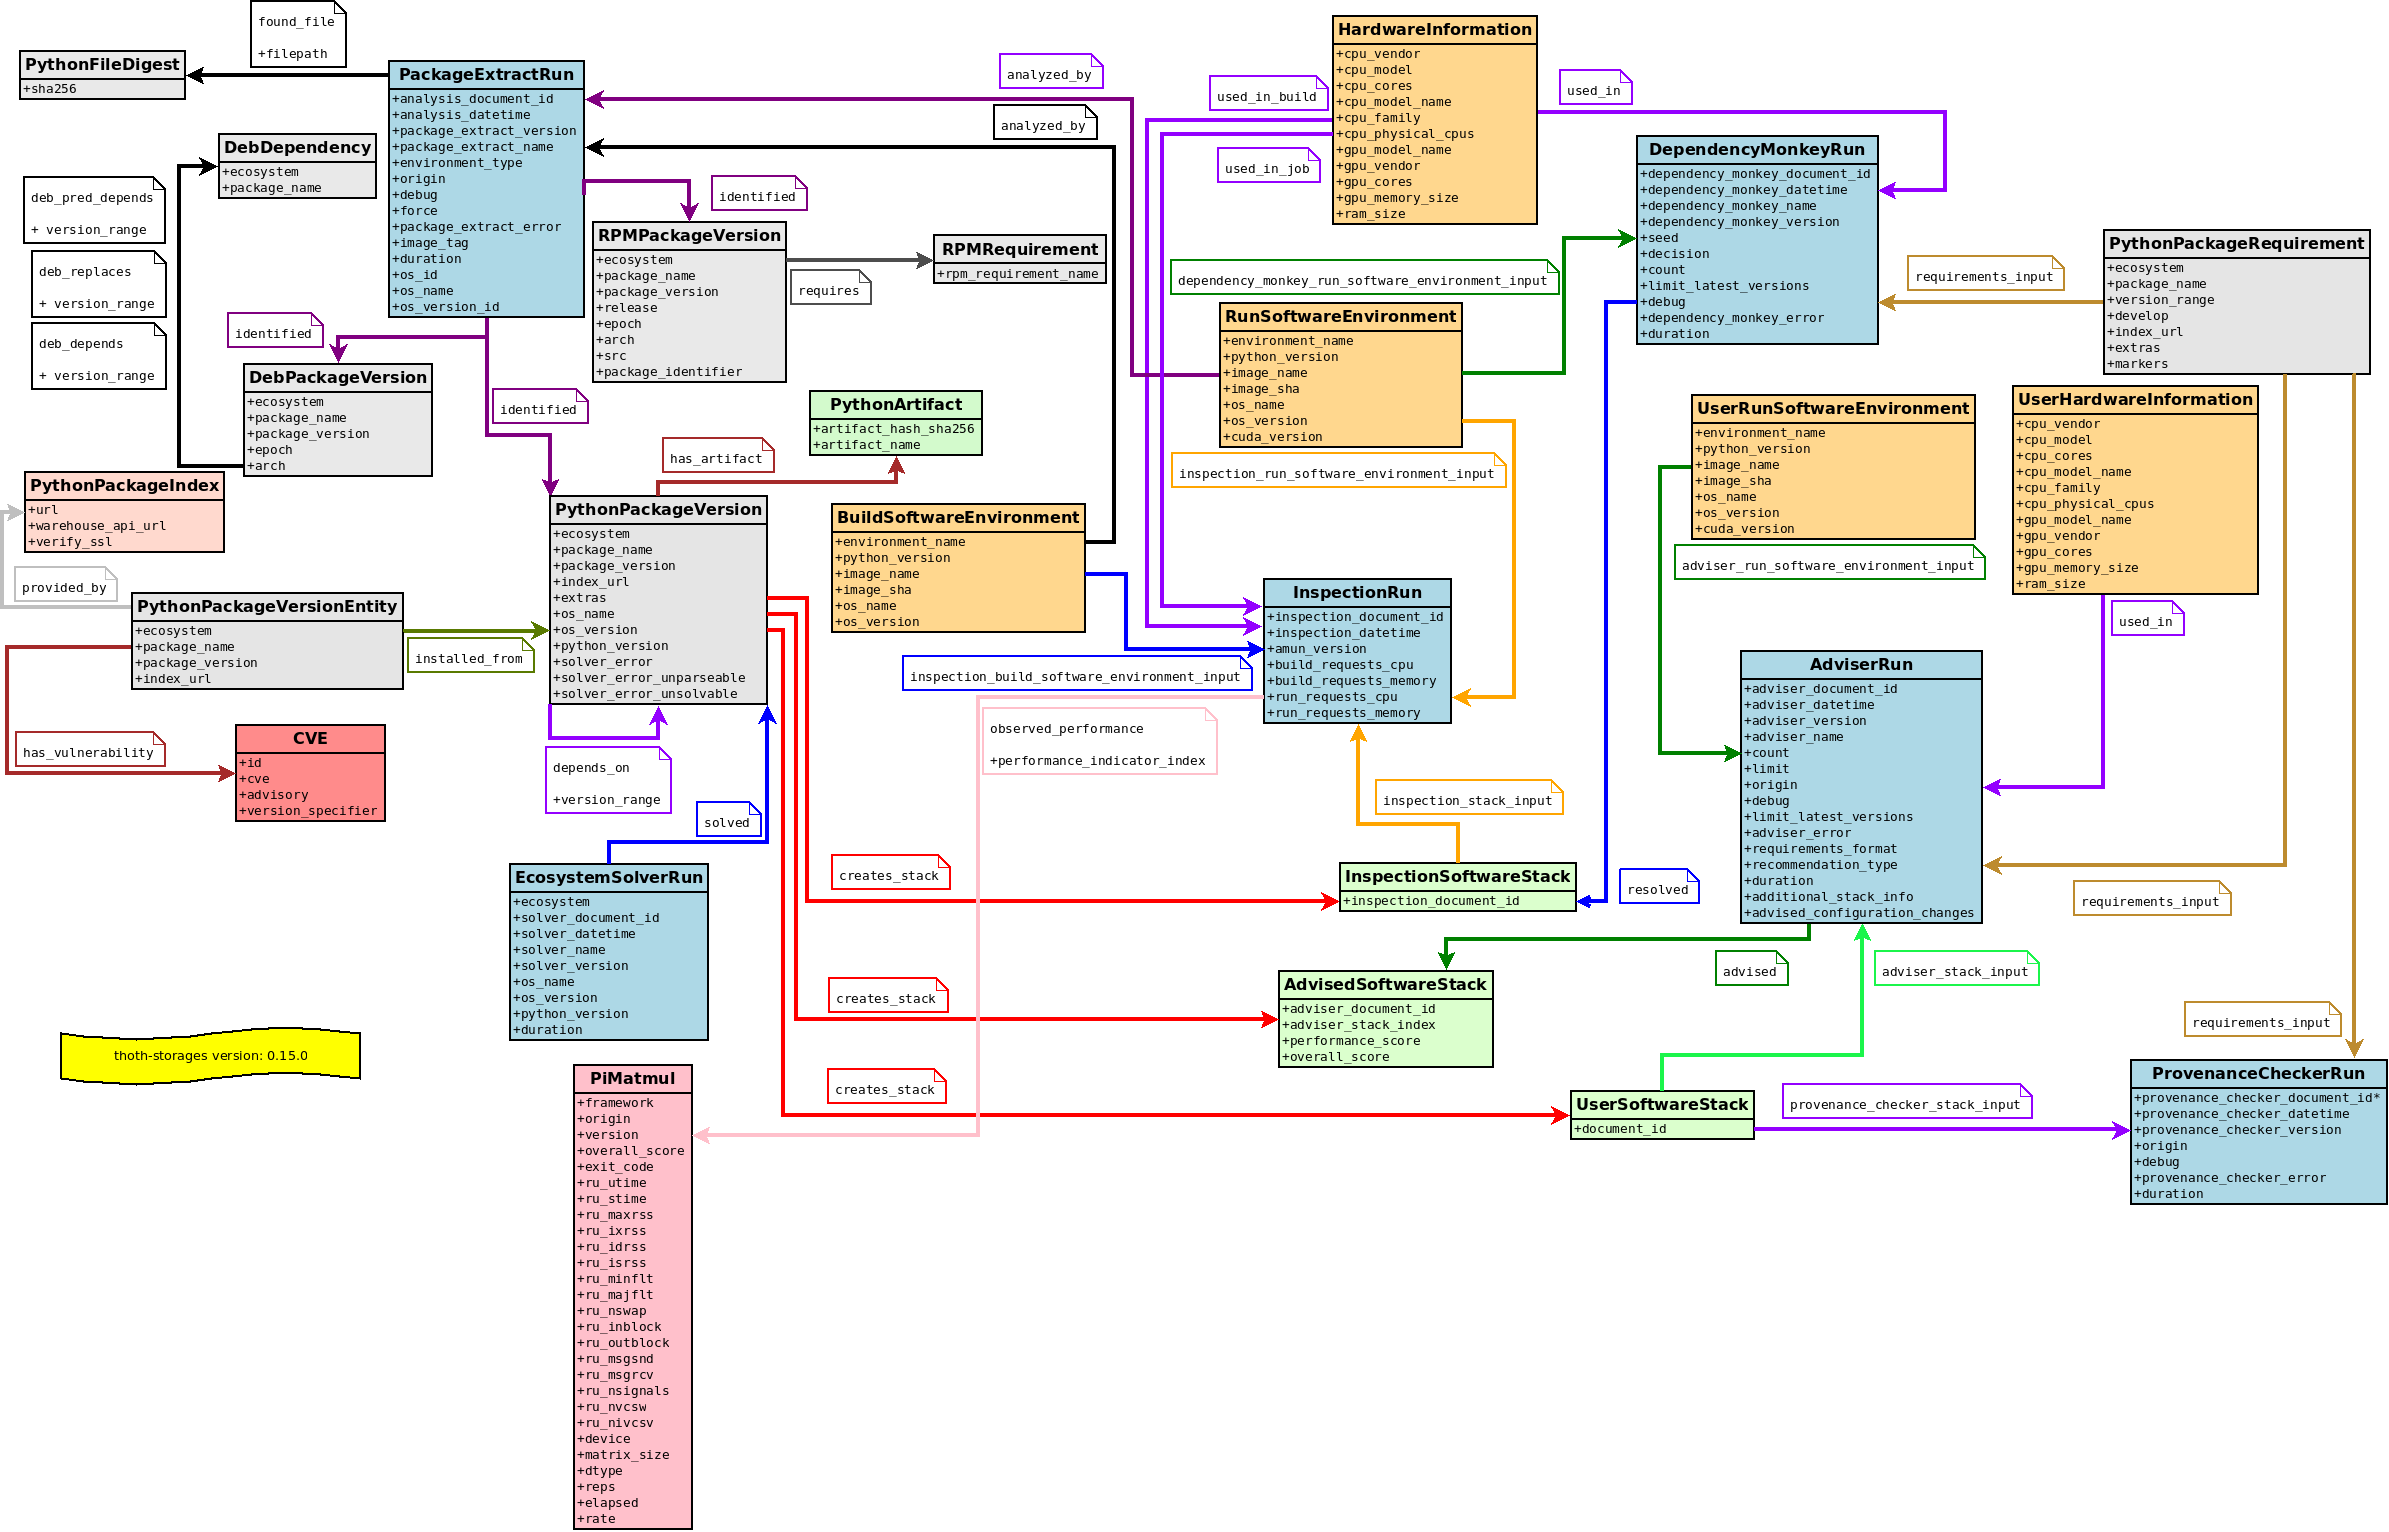 found_file
+filepath
PythonFileDigest
+sha256
PackageExtractRun
+analysis_document_id
+analysis_datetime
+package_extract_version
+package_extract_name
+environment_type
+origin
+debug
+force
+package_extract_error
+image_tag
+duration
+os_id
+os_name
+os_version_id
DebDependency
+ecosystem
+package_name
deb_pred_depends
+ version_range
deb_replaces
+ version_range
deb_depends
+ version_range
identified
DebPackageVersion
+ecosystem
+package_name
+package_version
+epoch
+arch
identified
identified
RPMPackageVersion
+ecosystem
+package_name
+package_version
+release
+epoch
+arch
+src
+package_identifier
requires
RPMRequirement
+rpm_requirement_name
analyzed_by
analyzed_by
PythonArtifact
+artifact_hash_sha256
+artifact_name
has_artifact
PythonPackageIndex
+url
+warehouse_api_url
+verify_ssl
provided_by
PythonPackageVersionEntity
+ecosystem
+package_name
+package_version
+index_url
installed_from
has_vulnerability
CVE
+id
+cve
+advisory
+version_specifier
PythonPackageVersion
+ecosystem
+package_name
+package_version
+index_url
+extras
+os_name
+os_version
+python_version
+solver_error
+solver_error_unparseable
+solver_error_unsolvable
depends_on
+version_range
solved
EcosystemSolverRun
+ecosystem
+solver_document_id
+solver_datetime
+solver_name
+solver_version
+os_name
+os_version
+python_version
+duration
thoth-storages version: 0.15.0
PiMatmul
+framework
+origin
+version
+overall_score
+exit_code
+ru_utime
+ru_stime
+ru_maxrss
+ru_ixrss
+ru_idrss
+ru_isrss
+ru_minflt
+ru_majflt
+ru_nswap
+ru_inblock
+ru_outblock
+ru_msgsnd
+ru_msgrcv
+ru_nsignals
+ru_nvcsw
+ru_nivcsv
+device
+matrix_size
+dtype
+reps
+elapsed
+rate
BuildSoftwareEnvironment
+environment_name
+python_version
+image_name
+image_sha
+os_name
+os_version
inspection_build_software_environment_input
observed_performance
+performance_indicator_index
creates_stack
creates_stack
creates_stack
HardwareInformation
+cpu_vendor
+cpu_model
+cpu_cores
+cpu_model_name
+cpu_family
+cpu_physical_cpus
+gpu_model_name
+gpu_vendor
+gpu_cores
+gpu_memory_size
+ram_size
used_in_build
used_in_job
used_in
dependency_monkey_run_software_environment_input
RunSoftwareEnvironment
+environment_name
+python_version
+image_name
+image_sha
+os_name
+os_version
+cuda_version
inspection_run_software_environment_input
InspectionRun
+inspection_document_id
+inspection_datetime
+amun_version
+build_requests_cpu
+build_requests_memory
+run_requests_cpu
+run_requests_memory
inspection_stack_input
InspectionSoftwareStack
+inspection_document_id
resolved
AdvisedSoftwareStack
+adviser_document_id
+adviser_stack_index
+performance_score
+overall_score
advised
UserSoftwareStack
+document_id
adviser_stack_input
provenance_checker_stack_input
DependencyMonkeyRun
+dependency_monkey_document_id
+dependency_monkey_datetime
+dependency_monkey_name
+dependency_monkey_version
+seed
+decision
+count
+limit_latest_versions
+debug
+dependency_monkey_error
+duration
requirements_input
PythonPackageRequirement
+ecosystem
+package_name
+version_range
+develop
+index_url
+extras
+markers
UserRunSoftwareEnvironment
+environment_name
+python_version
+image_name
+image_sha
+os_name
+os_version
+cuda_version
adviser_run_software_environment_input
UserHardwareInformation
+cpu_vendor
+cpu_model
+cpu_cores
+cpu_model_name
+cpu_family
+cpu_physical_cpus
+gpu_model_name
+gpu_vendor
+gpu_cores
+gpu_memory_size
+ram_size
used_in
AdviserRun
+adviser_document_id
+adviser_datetime
+adviser_version
+adviser_name
+count
+limit
+origin
+debug
+limit_latest_versions
+adviser_error
+requirements_format
+recommendation_type
+duration
+additional_stack_info
+advised_configuration_changes
requirements_input
requirements_input
ProvenanceCheckerRun
+provenance_checker_document_id*
+provenance_checker_datetime
+provenance_checker_version
+origin
+debug
+provenance_checker_error
+duration